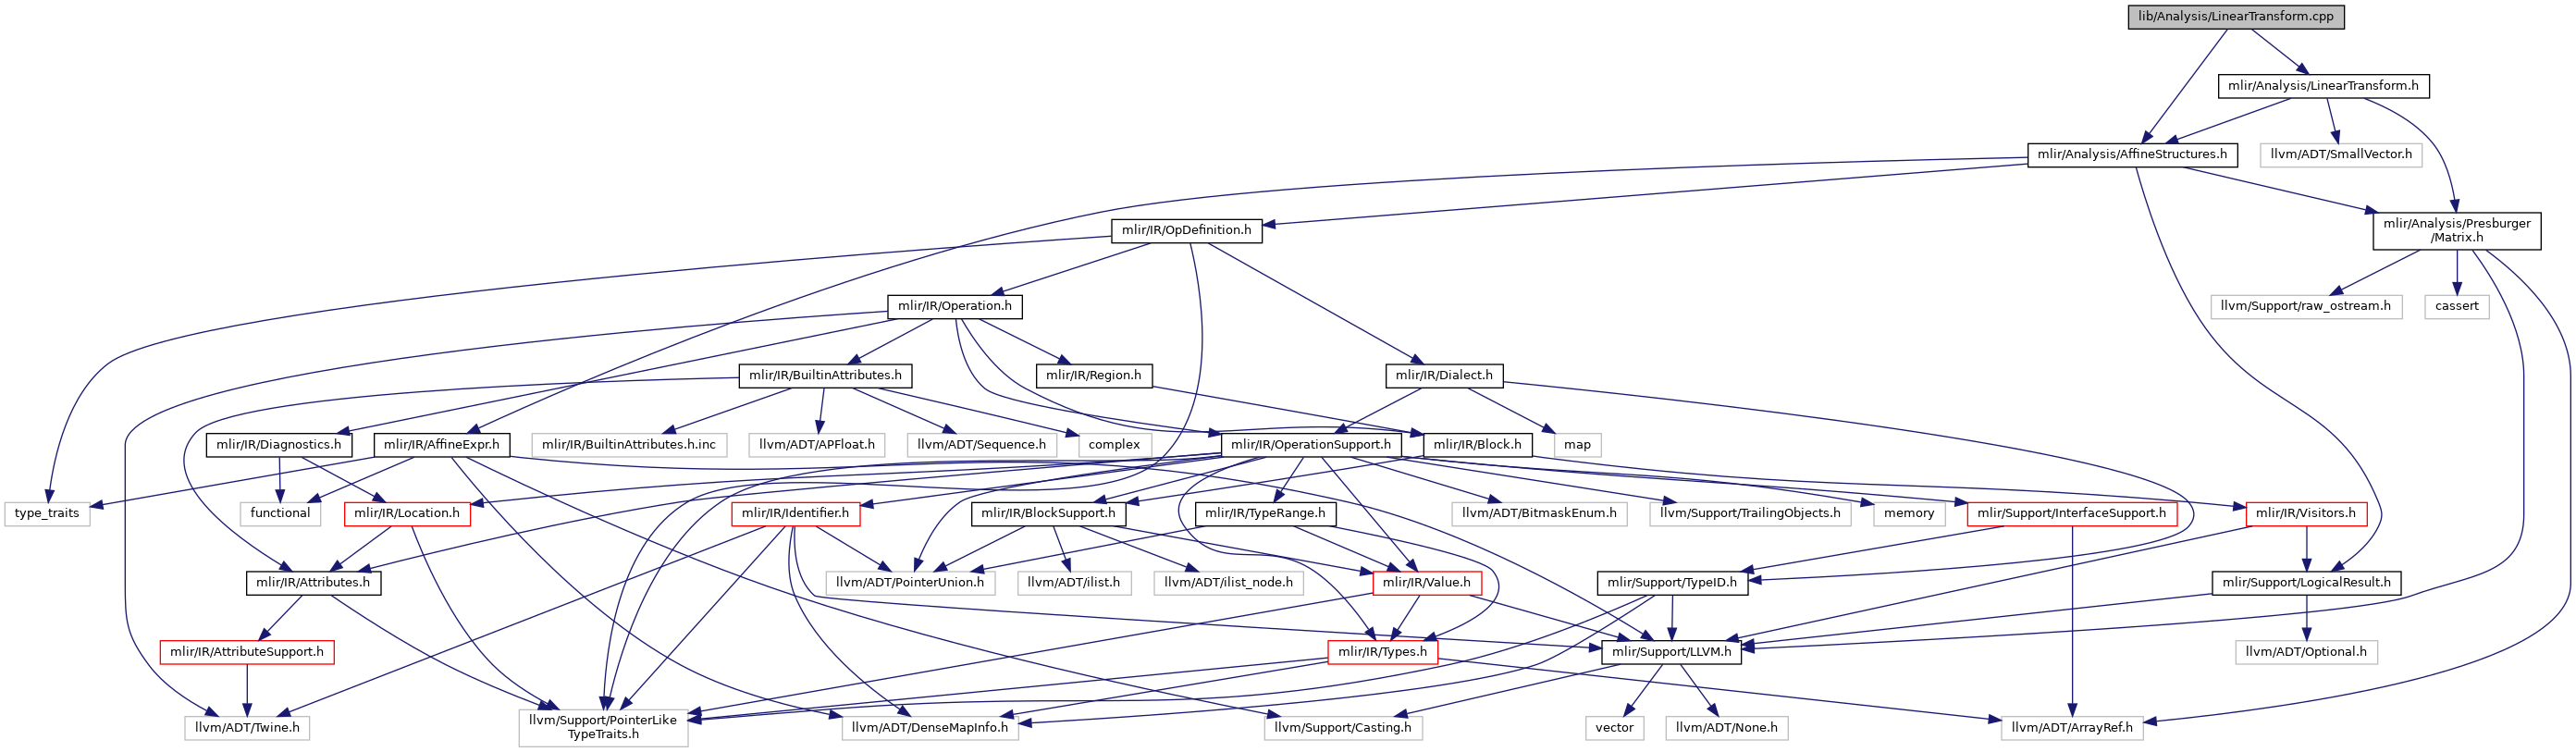 lib/Analysis/LinearTransform.cpp
mlir/Analysis/LinearTransform.h
mlir/Analysis/AffineStructures.h
llvm/ADT/SmallVector.h
mlir/IR/OpDefinition.h
mlir/Analysis/Presburger
/Matrix.h
mlir/IR/Operation.h
llvm/Support/raw_ostream.h
cassert
mlir/IR/BuiltinAttributes.h
mlir/IR/Region.h
mlir/IR/Dialect.h
mlir/IR/Diagnostics.h
mlir/IR/AffineExpr.h
mlir/IR/BuiltinAttributes.h.inc
llvm/ADT/APFloat.h
llvm/ADT/Sequence.h
complex
mlir/IR/OperationSupport.h
mlir/IR/Block.h
map
type_traits
functional
mlir/IR/Location.h
mlir/IR/Identifier.h
mlir/IR/BlockSupport.h
mlir/IR/TypeRange.h
llvm/ADT/BitmaskEnum.h
llvm/Support/TrailingObjects.h
memory
mlir/Support/InterfaceSupport.h
mlir/IR/Visitors.h
mlir/IR/Attributes.h
llvm/ADT/PointerUnion.h
llvm/ADT/ilist.h
llvm/ADT/ilist_node.h
mlir/IR/Value.h
mlir/Support/TypeID.h
mlir/Support/LogicalResult.h
mlir/IR/AttributeSupport.h
mlir/IR/Types.h
mlir/Support/LLVM.h
llvm/ADT/Optional.h
llvm/ADT/Twine.h
llvm/Support/PointerLike
TypeTraits.h
llvm/ADT/DenseMapInfo.h
llvm/Support/Casting.h
vector
llvm/ADT/None.h
llvm/ADT/ArrayRef.h